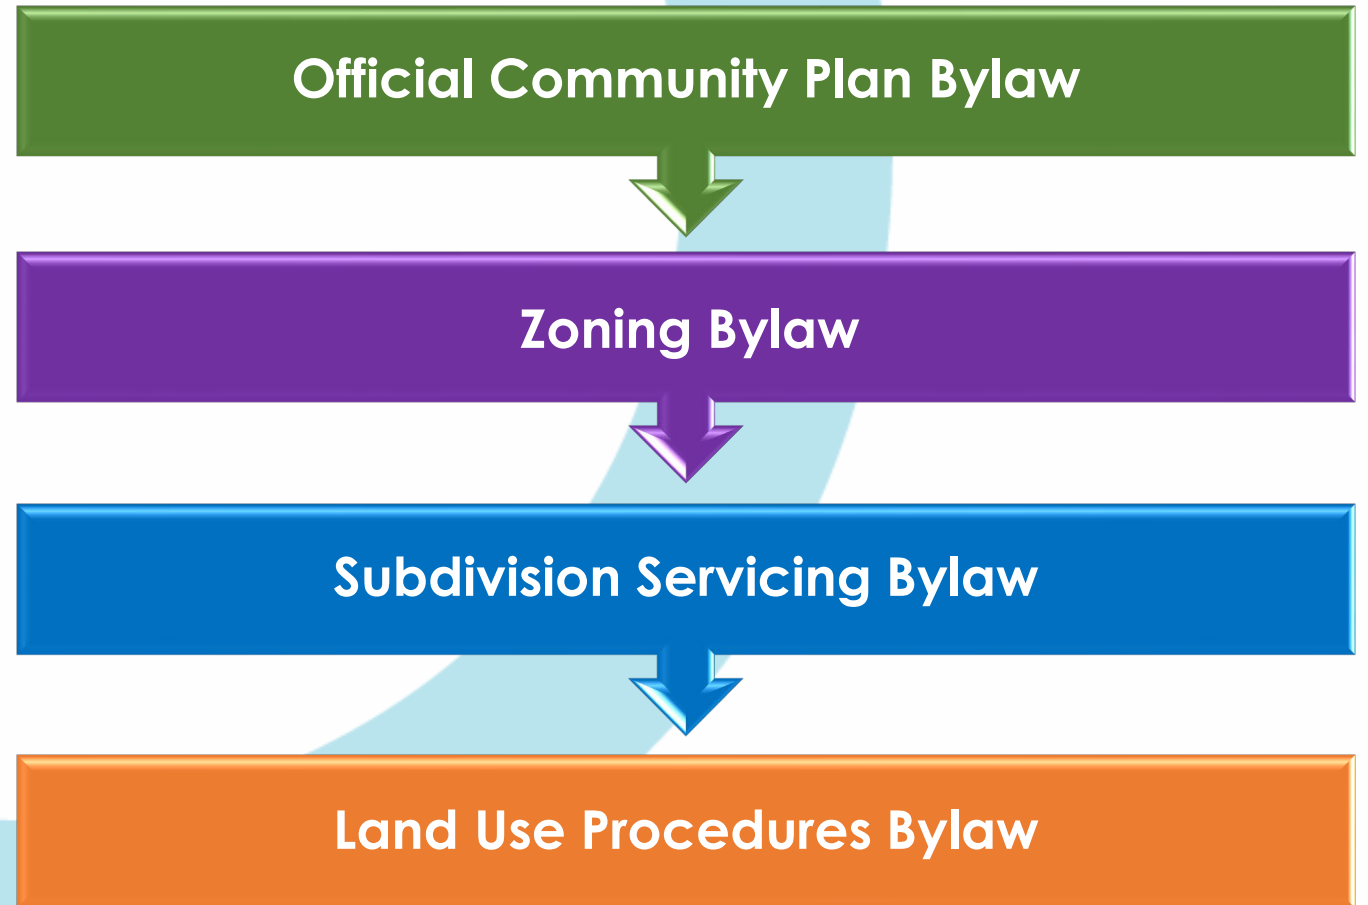 Official Community Plan Bylaw
Zoning Bylaw
Subdivision Servicing Bylaw
Land Use Procedures Bylaw